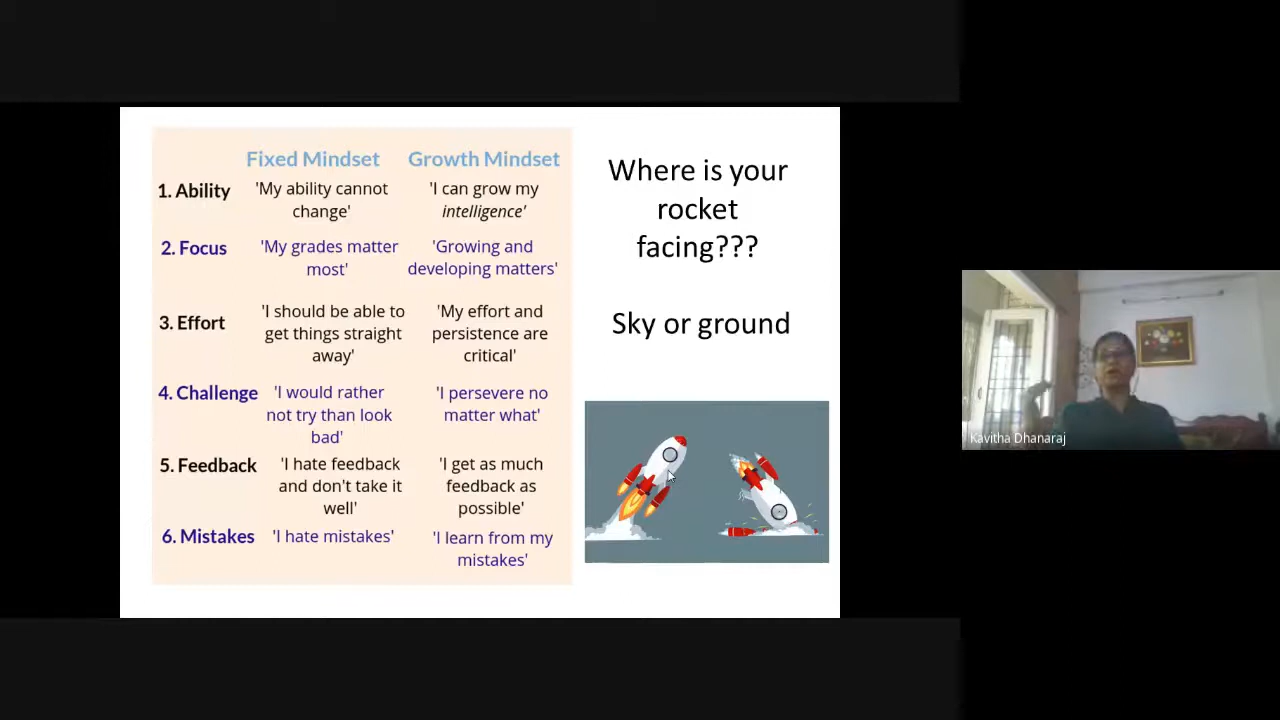 Fixed Mindset Growth Mindset
1. Ability 'My ability cannot change' 'I can grow my intelligence'
2. Focus 'My grades matter most' 'Growing and developing matters'
3. Effort 'I should be able to get things straight away' 'My effort and persistence are critical'
4. Challenge 'I would rather not try than look bad' 'I persevere no matter what'
5. Feedback 'I hate feedback and don't take it well' 'I get as much feedback as possible'
6. Mistakes 'I hate mistakes' 'I learn from my mistakes'
Where is your
rocket
facing???
Sky or ground
Kavitha Dhanaraj